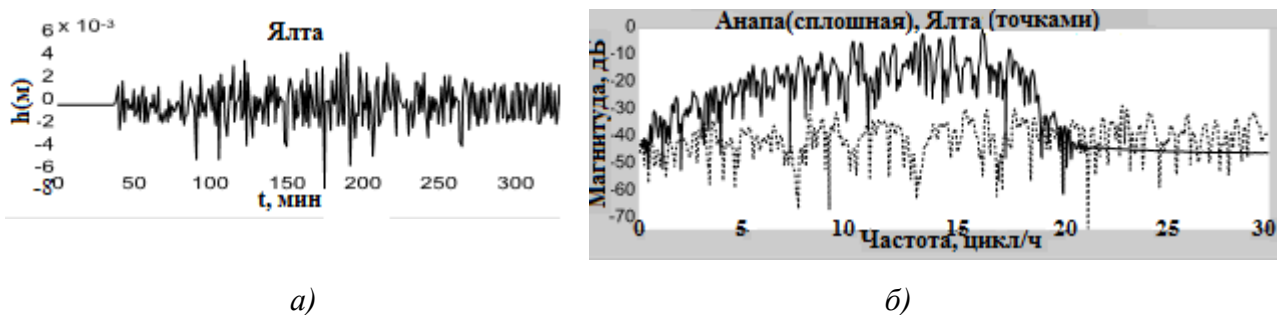 6 x 10⁻³
Ялта
4
2
0
-2
-4
-6
-8
h(м)
0 50 100 150 200 250 300
t, мин
Анапа(сплошная), Ялта (точками)
0
-10
-20
-30
-40
-50
-60
-70
Магнитуда, дБ
0 5 10 15 20 25 30
Частота, цикл/ч
а) б)